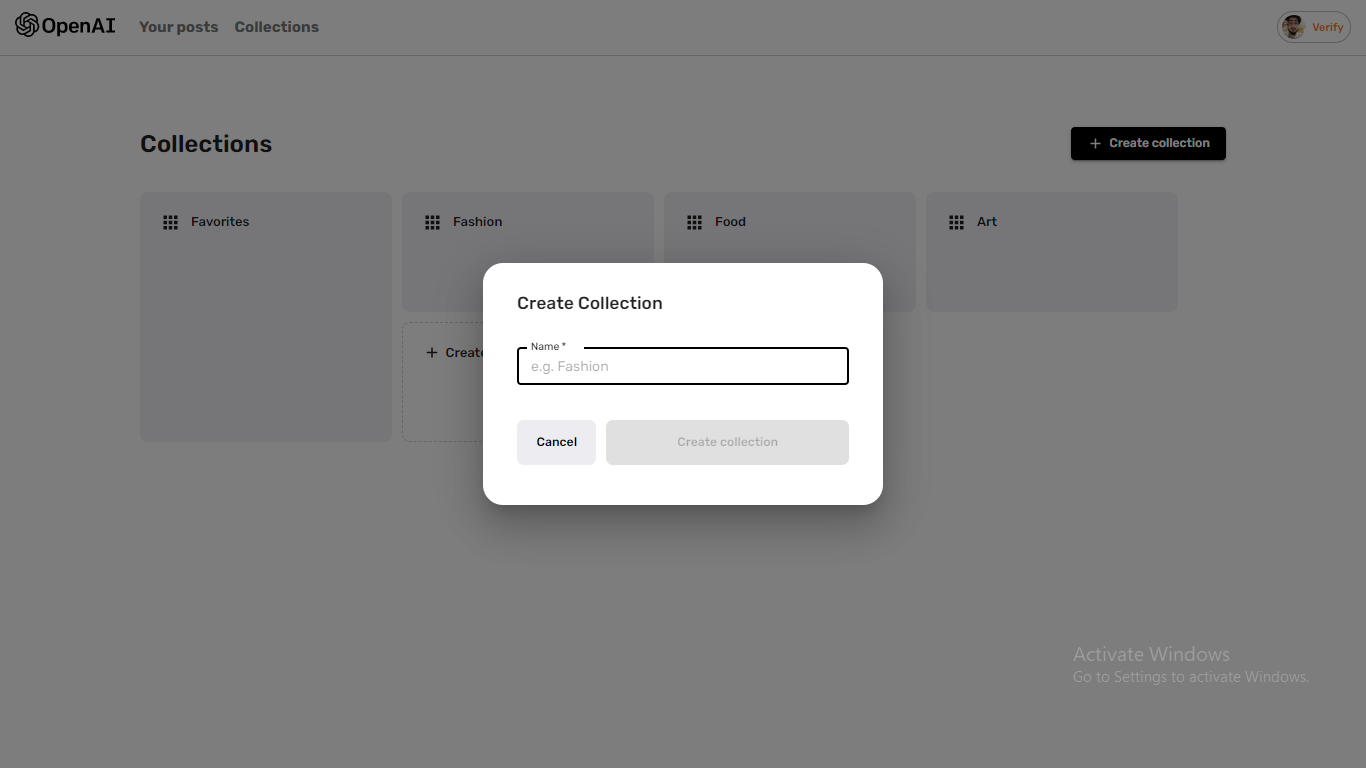 OpenAI Your posts Collections Verify
Collections + Create collection
Favorites Fashion Food Art
Create Collection
Name *
e.g. Fashion
+ Create
Cancel Create collection
Activate Windows
Go to Settings to activate Windows.